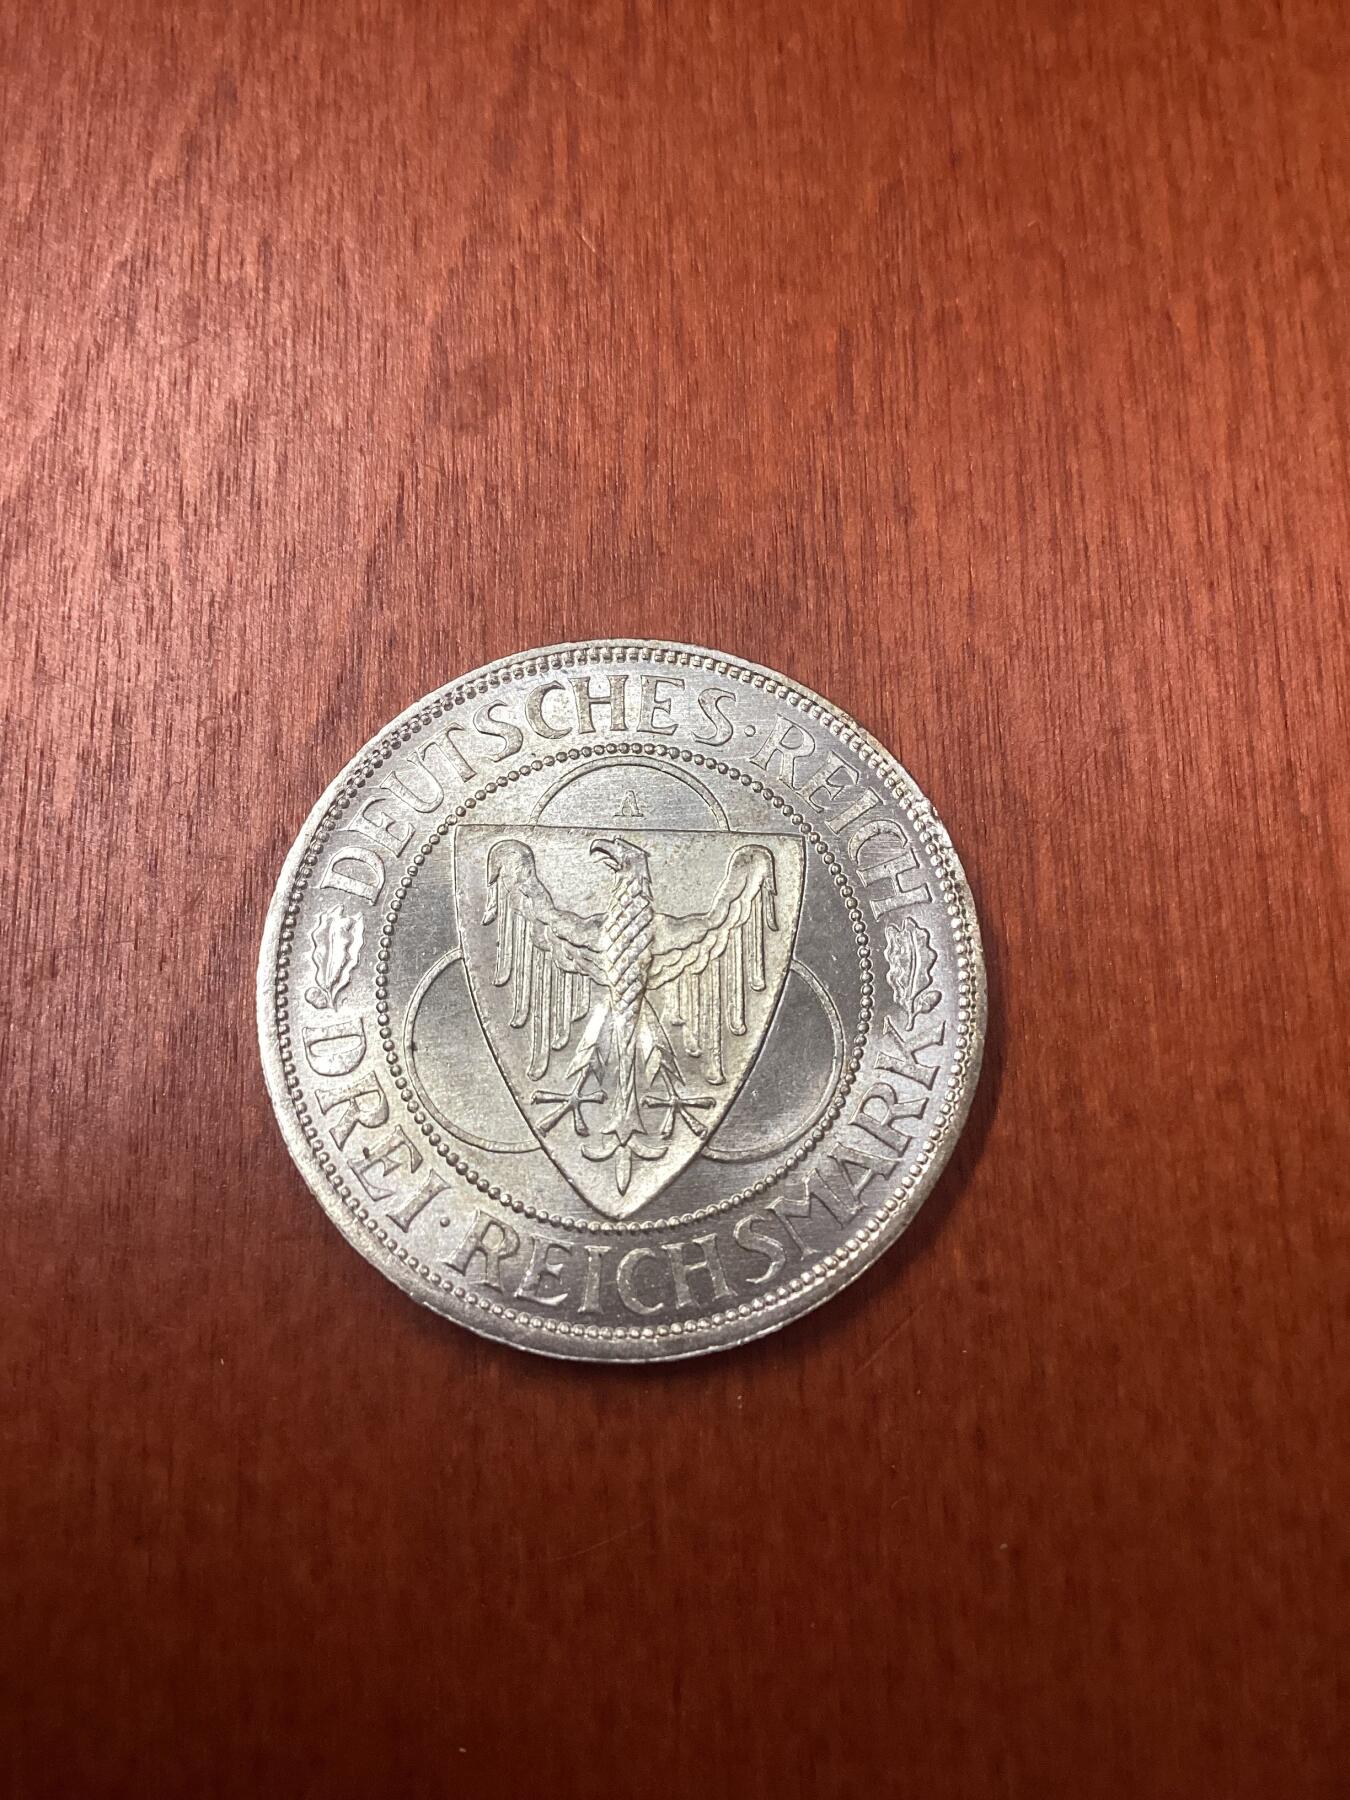 DEUTSCHES · REICH
A
DREI · REICHSMARK